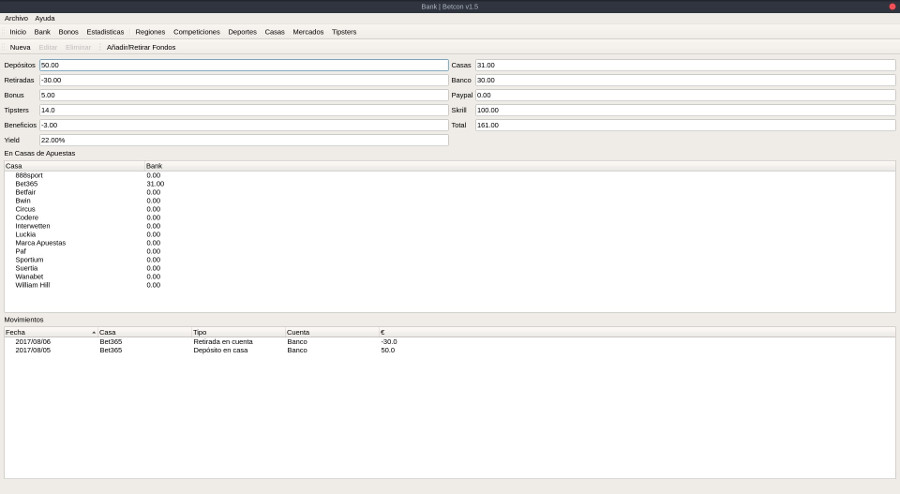 Bank | Betcon v1.5
Archivo Ayuda
Inicio Bank Bonos Estadisticas Regiones Competiciones Deportes Casas Mercados Tipsters
Nueva Editar Eliminar Añadir/Retirar Fondos
Depósitos 50.00 Casas 31.00
Retiradas -30.00 Banco 30.00
Bonus 5.00 Paypal 0.00
Tipsters 14.0 Skrill 100.00
Beneficios -3.00 Total 161.00
Yield 22.00%
En Casas de Apuestas
Casa Bank
888sport 0.00
Bet365 31.00
Betfair 0.00
Bwin 0.00
Circus 0.00
Codere 0.00
Interwetten 0.00
Luckia 0.00
Marca Apuestas 0.00
Paf 0.00
Sportium 0.00
Suertia 0.00
Wanabet 0.00
William Hill 0.00
Movimientos
Fecha Casa Tipo Cuenta €
2017/08/06 Bet365 Retirada en cuenta Banco -30.0
2017/08/05 Bet365 Depósito en casa Banco 50.0